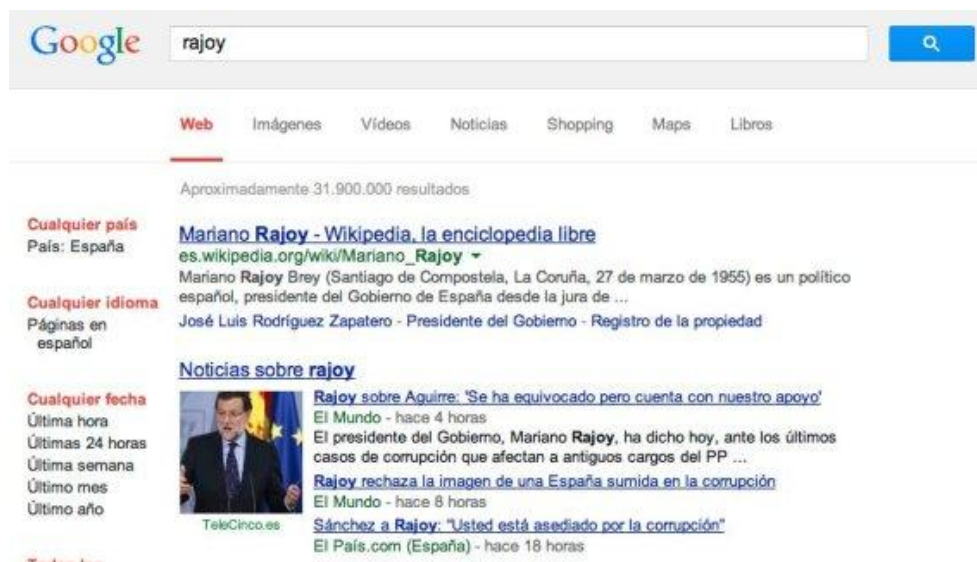 Google
rajoy
Web Imágenes Vídeos Noticias Shopping Maps Libros
Aproximadamente 31.900.000 resultados
Cualquier país
País: España
Cualquier idioma
Páginas en
español
Cualquier fecha
Última hora
Últimas 24 horas
Última semana
Último mes
Último año
Mariano Rajoy - Wikipedia, la enciclopedia libre
es.wikipedia.org/wiki/Mariano_Rajoy
Mariano Rajoy Brey (Santiago de Compostela, La Coruña, 27 de marzo de 1955) es un político
español, presidente del Gobierno de España desde la jura de ...
José Luis Rodríguez Zapatero - Presidente del Gobierno - Registro de la propiedad
Noticias sobre rajoy
TeleCinco.es
Rajoy sobre Aguirre: 'Se ha equivocado pero cuenta con nuestro apoyo'
El Mundo - hace 4 horas
El presidente del Gobierno, Mariano Rajoy, ha dicho hoy, ante los últimos
casos de corrupción que afectan a antiguos cargos del PP ...
Rajoy rechaza la imagen de una España sumida en la corrupción
El Mundo - hace 8 horas
Sánchez a Rajoy: "Usted está asediado por la corrupción"
El País.com (España) - hace 18 horas